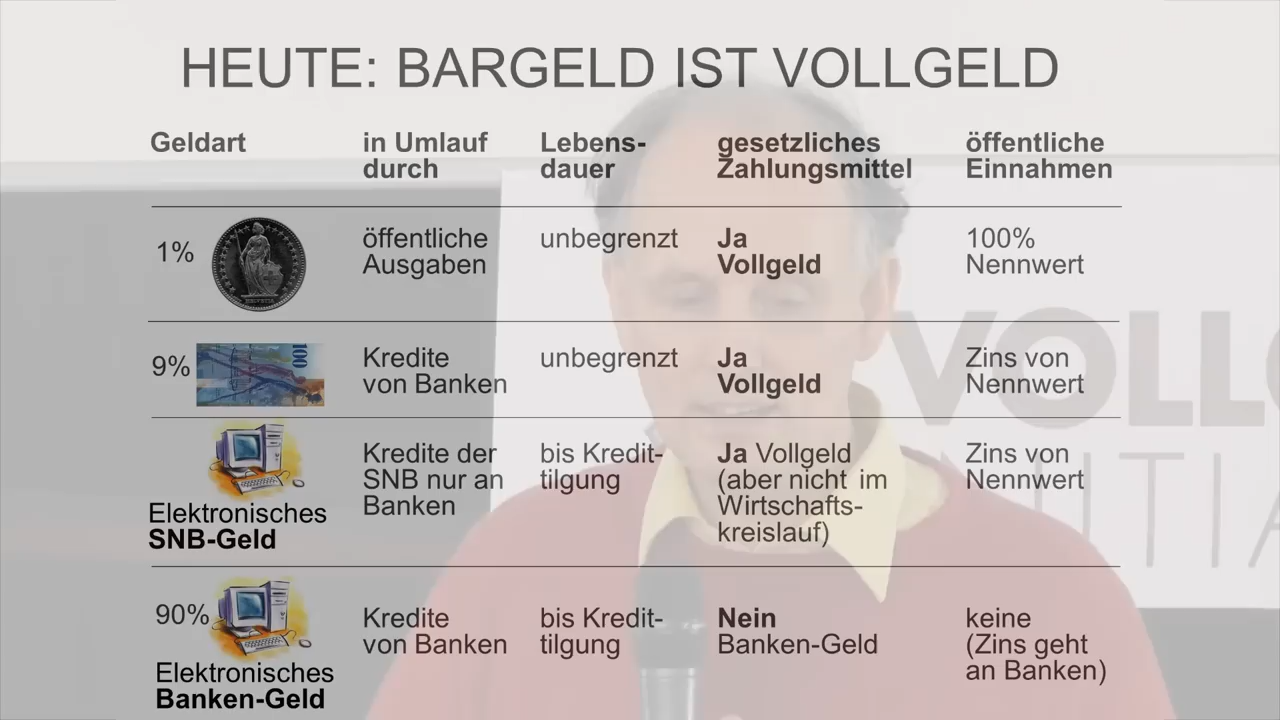 HEUTE: BARGELD IST VOLLGELD
Geldart
in Umlauf
durch
Lebens-
dauer
gesetzliches
Zahlungsmittel
öffentliche
Einnahmen
1%
öffentliche
Ausgaben
unbegrenzt
Ja
Vollgeld
100%
Nennwert
9%
100
Kredite
von Banken
unbegrenzt
Ja
Vollgeld
Zins von
Nennwert
Elektronisches
SNB-Geld
Kredite der
SNB nur an
Banken
bis Kredit-
tilgung
Ja Vollgeld
(aber nicht im
Wirtschafts-
kreislauf)
Zins von
Nennwert
90%
Elektronisches
Banken-Geld
Kredite
von Banken
bis Kredit-
tilgung
Nein
Banken-Geld
keine
(Zins geht
an Banken)
VOLLG
ITIA